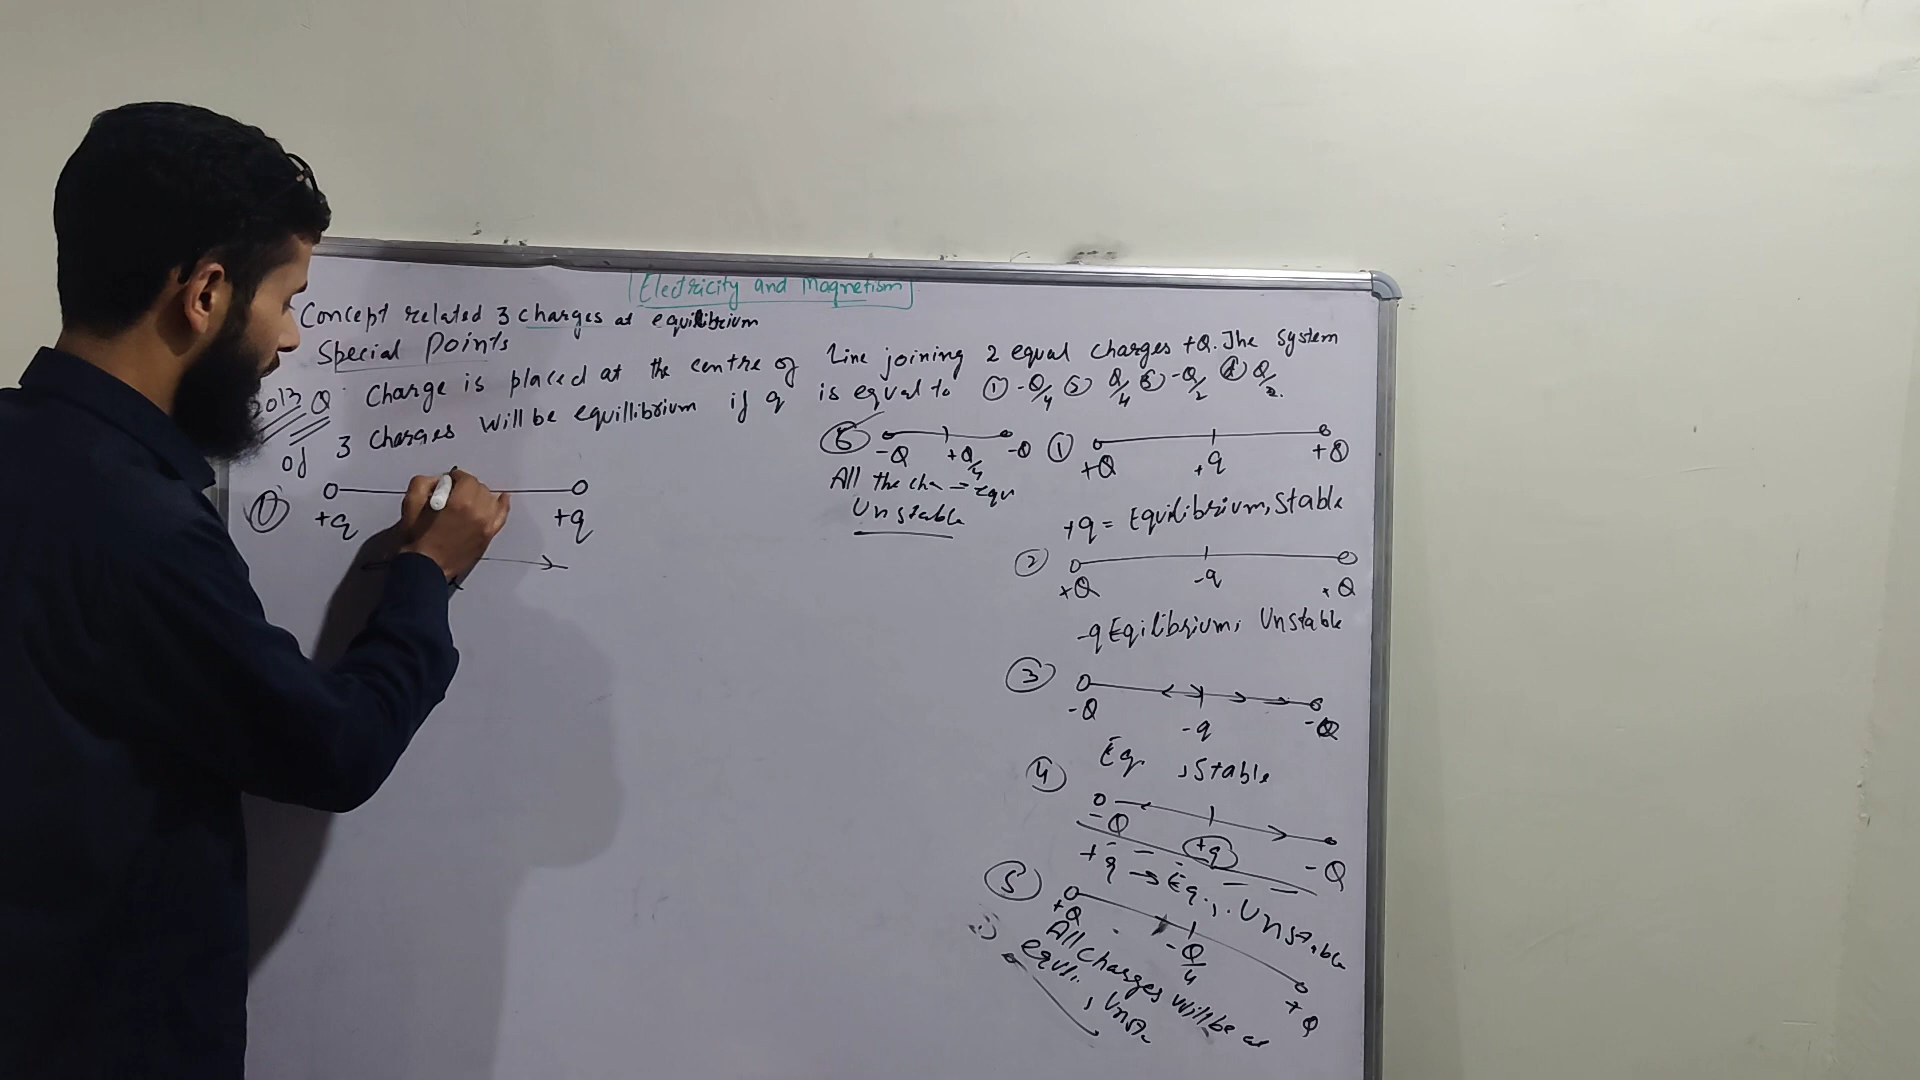 Electricity and Magnetism
Concept related 3 charges at equilibrium
Special Points
2013 Q Charge is placed at the centre of Line joining 2 equal charges +Q. The System
of 3 Charges will be equillibrium if q is equal to ① -Q/4 ② Q/4 ③ -Q/2 ④ Q/2.
①
+q +q
⑥
-Q +Q/4 -Q
All the cha → equ
Unstable
①
+Q +q +Q
+q = Equilibrium, Stable
②
+Q -q +Q
-q Eqilibrium, Unstable
③
-Q -q -Q
Eq. , Stable
④
-Q +q -Q
+q → Eq., Unstable
⑤
+Q -Q/4 +Q
All Charges will be at
equli. , Unst